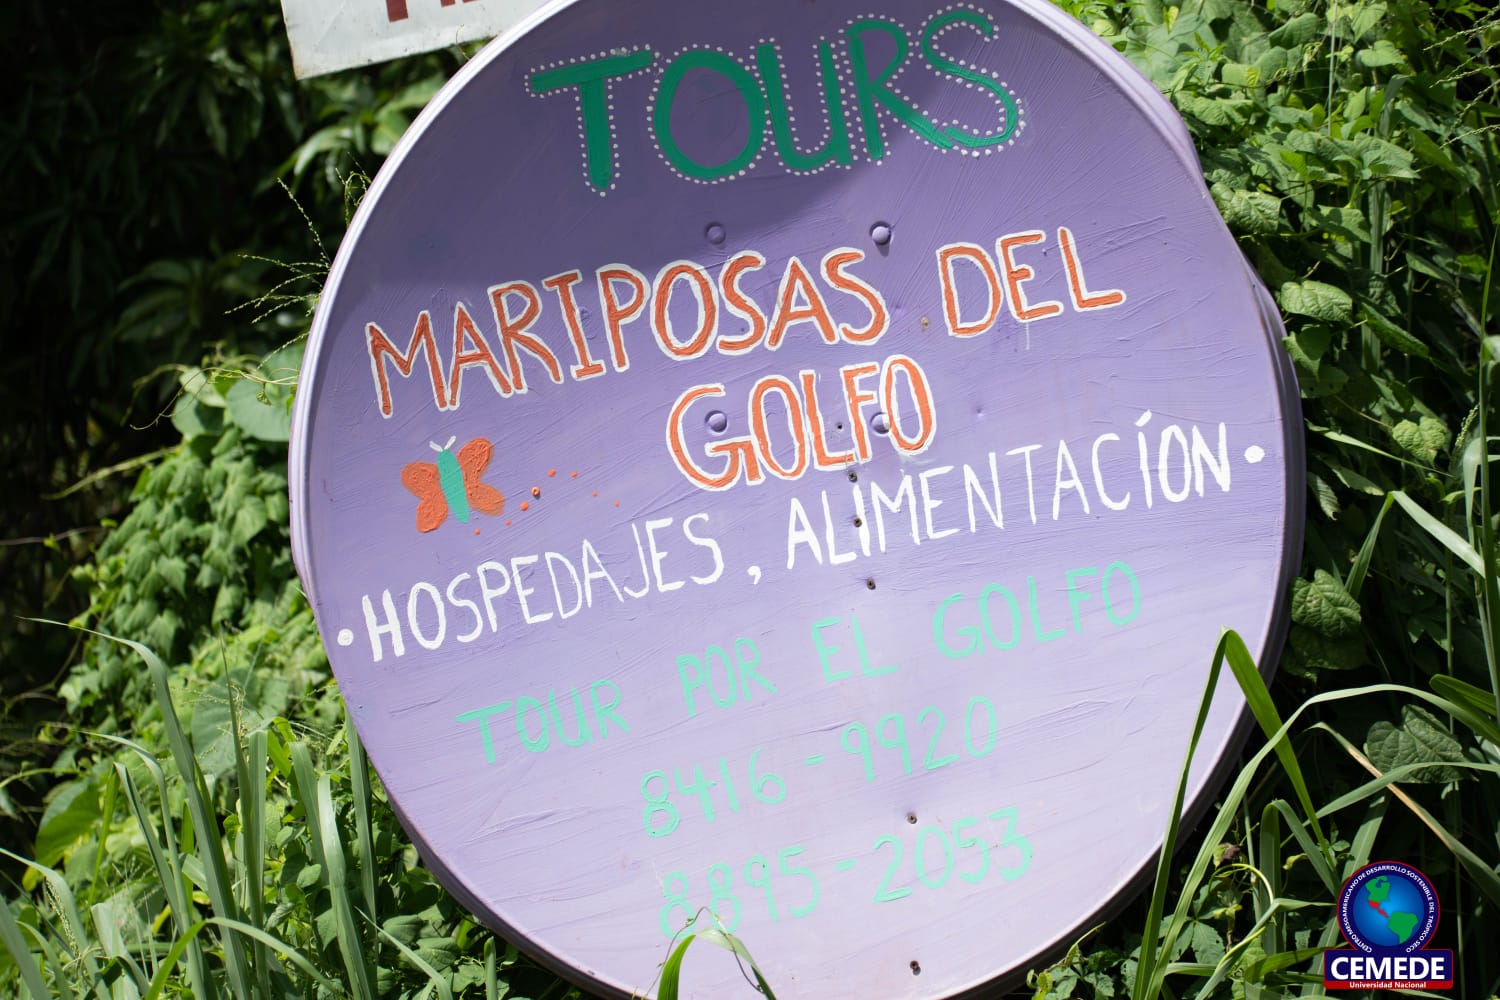 TOURS
MARIPOSAS DEL
GOLFO
• HOSPEDAJES, ALIMENTACÍON •
TOUR POR EL GOLFO
8416-9920
8895-2053
CENTRO MESOAMERICANO DE DESARROLLO SOSTENIBLE DEL TRÓPICO SECO
CEMEDE
Universidad Nacional